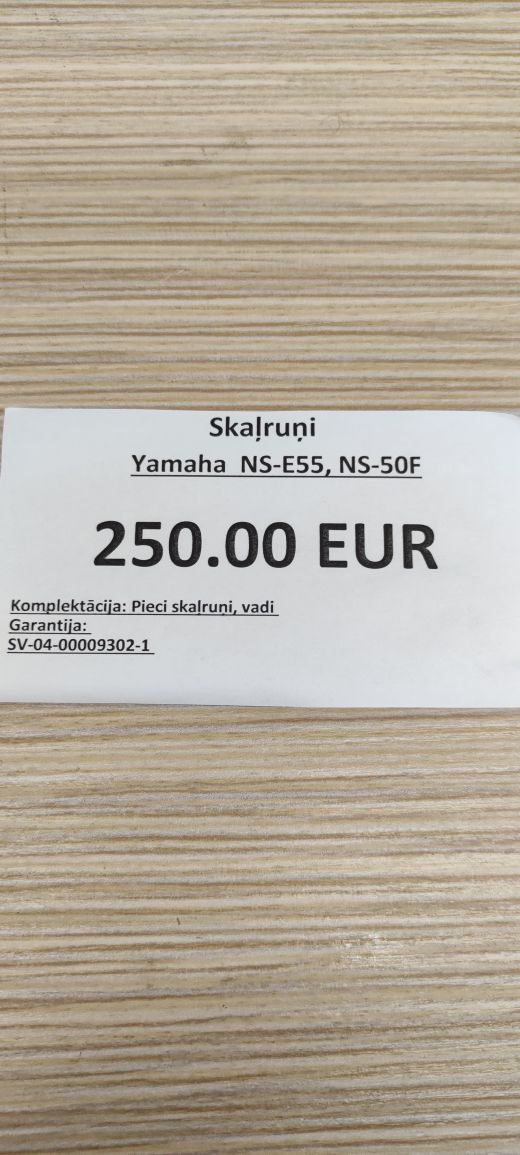 Skaļruņi
Yamaha NS-E55, NS-50F
250.00 EUR
Komplektācija: Pieci skaļruņi, vadi
Garantija:
SV-04-00009302-1